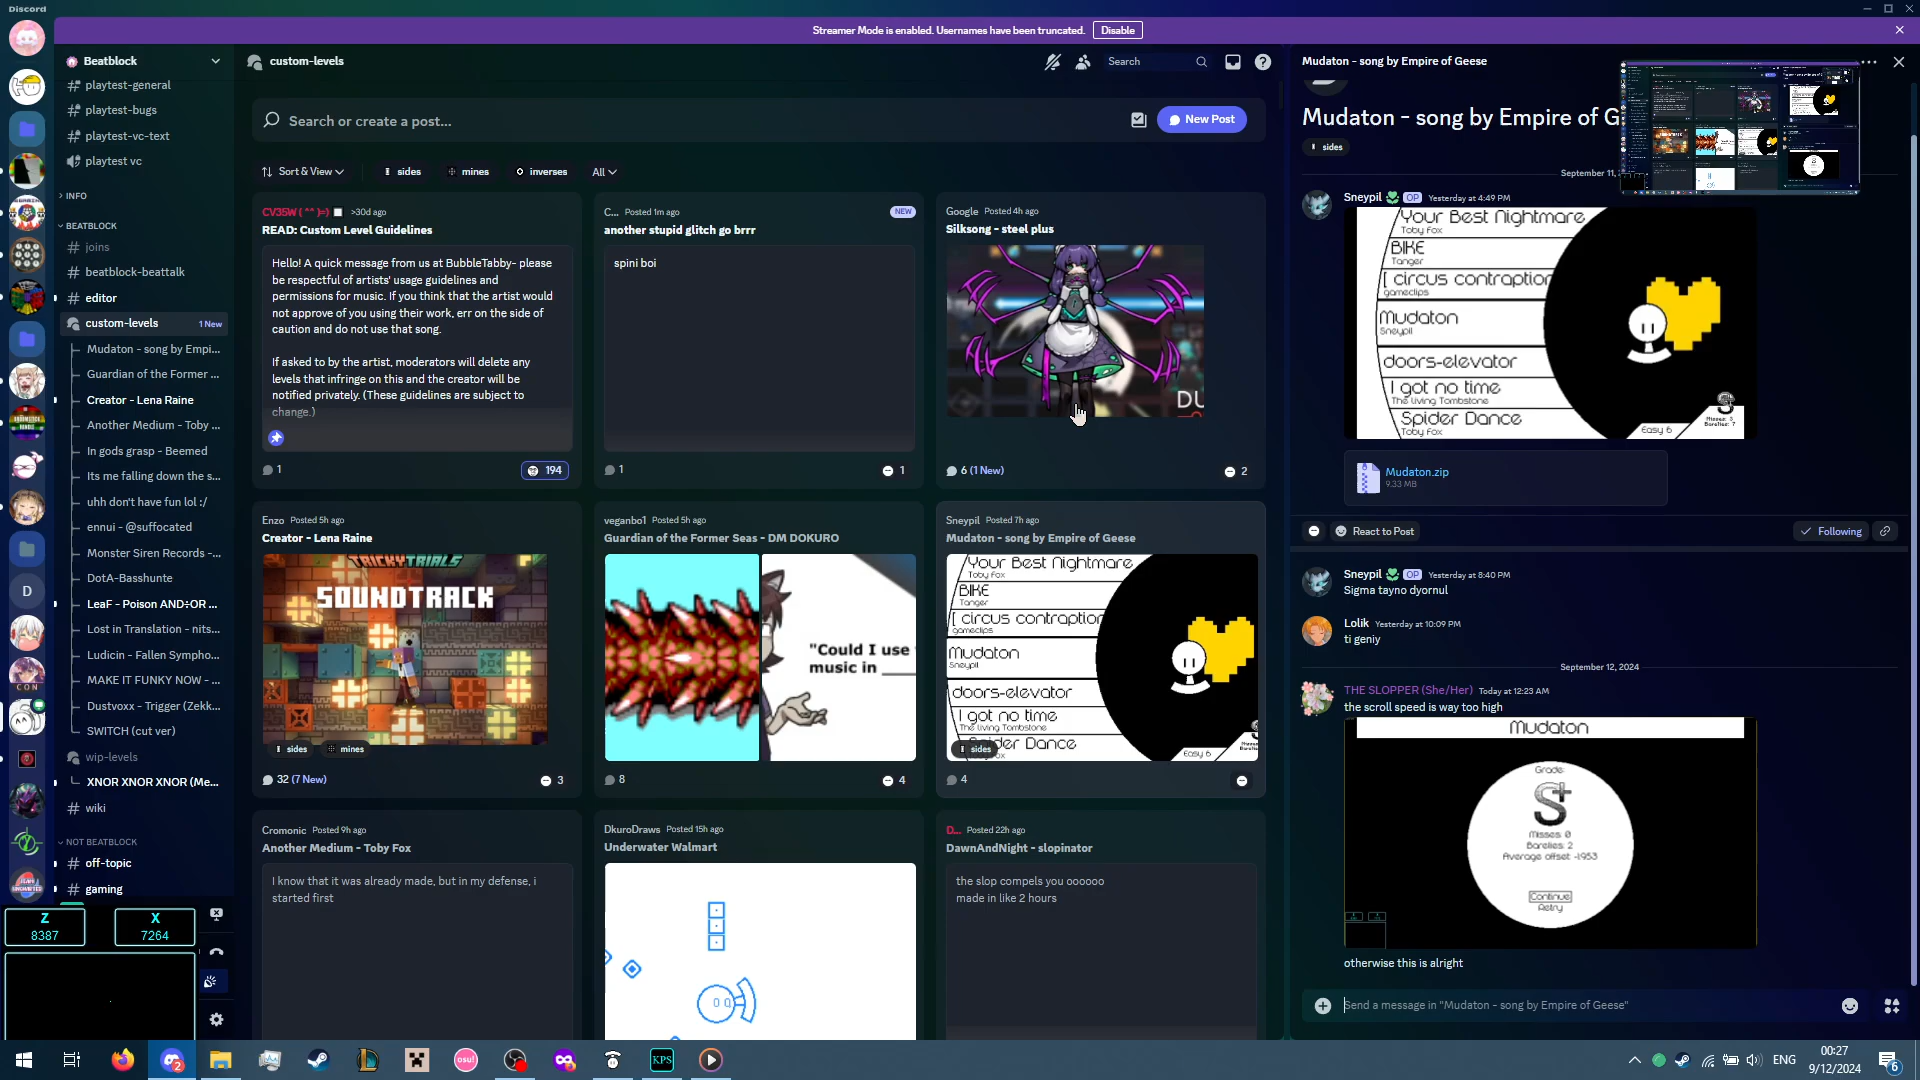 Discord
Streamer Mode is enabled. Usernames have been truncated.
Disable
Beatblock
playtest-general
playtest-bugs
playtest-vc-text
playtest vc
INFO
BEATBLOCK
joins
beatblock-beattalk
editor
custom-levels
1 New
Mudaton - song by Empi...
Guardian of the Former ...
Creator - Lena Raine
Another Medium - Toby ...
In gods grasp - Beemed
Its me falling down the s...
uhh don't have fun lol :/
ennui - @suffocated
Monster Siren Records -...
DotA-Basshunte
LeaF - Poison AND÷OR ...
Lost in Translation - nits...
Ludicin - Fallen Sympho...
MAKE IT FUNKY NOW - ...
Dustvoxx - Trigger (Zekk...
SWITCH (cut ver)
wip-levels
XNOR XNOR XNOR (Me...
wiki
NOT BEATBLOCK
off-topic
gaming
D
CON
Z
8387
X
7264
custom-levels
Search
Search or create a post...
New Post
Sort & View
sides
mines
inverses
All
CV35W ( ^^ )=) >30d ago
READ: Custom Level Guidelines
Hello! A quick message from us at BubbleTabby- please
be respectful of artists' usage guidelines and
permissions for music. If you think that the artist would
not approve of you using their work, err on the side of
caution and do not use that song.
If asked to by the artist, moderators will delete any
levels that infringe on this and the creator will be
notified privately. (These guidelines are subject to
change.)
1
194
C... Posted 1m ago
NEW
another stupid glitch go brrr
spini boi
1
1
Google Posted 4h ago
Silksong - steel plus
DU
6 (1 New)
2
Enzo Posted 5h ago
Creator - Lena Raine
TRICKY TRIALS
SOUNDTRACK
sides
mines
32 (7 New)
3
veganbo1 Posted 5h ago
Guardian of the Former Seas - DM DOKURO
"Could I use
music in ____
8
4
Sneypil Posted 7h ago
Mudaton - song by Empire of Geese
Your Best Nightmare
Toby Fox
BIKE
Tanger
[ circus contraption
gameclips
Mudaton
Sneypil
doors-elevator
I got no time
The Living Tombstone
Spider Dance
Toby Fox
Easy 6
sides
4
Cromonic Posted 9h ago
Another Medium - Toby Fox
I know that it was already made, but in my defense, i
started first
DkuroDraws Posted 15h ago
Underwater Walmart
D... Posted 22h ago
DawnAndNight - slopinator
the slop compels you oooooo
made in like 2 hours
Mudaton - song by Empire of Geese
Mudaton - song by Empire of G
sides
September 11,
Sneypil OP Yesterday at 4:49 PM
Your Best Nightmare
Toby Fox
BIKE
Tanger
[ circus contraption
gameclips
Mudaton
Sneypil
doors-elevator
I got no time
The Living Tombstone
Spider Dance
Toby Fox
Easy 6
S
Misses: 3
Barelies: 7
Mudaton.zip
9.33 MB
React to Post
Following
Sneypil OP Yesterday at 8:40 PM
Sigma tayno dyornul
Lolik Yesterday at 10:09 PM
ti geniy
September 12, 2024
THE SLOPPER (She/Her) Today at 12:23 AM
the scroll speed is way too high
Mudaton
Grade:
S+
Misses: 0
Barelies: 2
Average offset -1953
Continue
Retry
otherwise this is alright
Send a message in "Mudaton - song by Empire of Geese"
2
osu!
KPS
ENG
00:27
9/12/2024
6